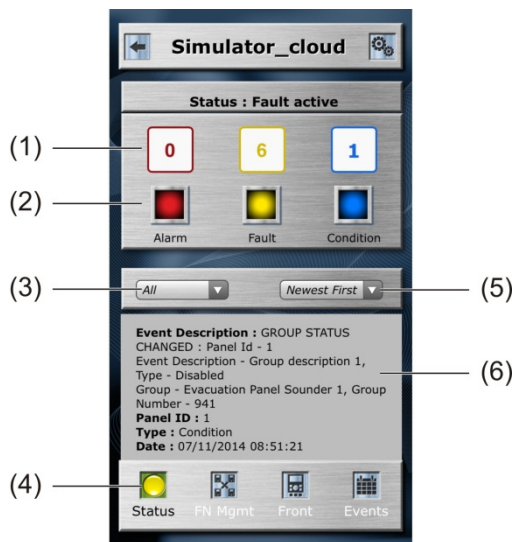 Simulator_cloud
Status : Fault active
(1)
0
6
1
(2)
Alarm
Fault
Condition
(3)
All
Newest First
(5)
Event Description : GROUP STATUS
CHANGED : Panel Id - 1
Event Description - Group description 1,
Type - Disabled
(6)
Group - Evacuation Panel Sounder 1, Group
Number - 941
Panel ID : 1
Type : Condition
Date : 07/11/2014 08:51:21
(4)
Status
FN Mgmt
Front
Events